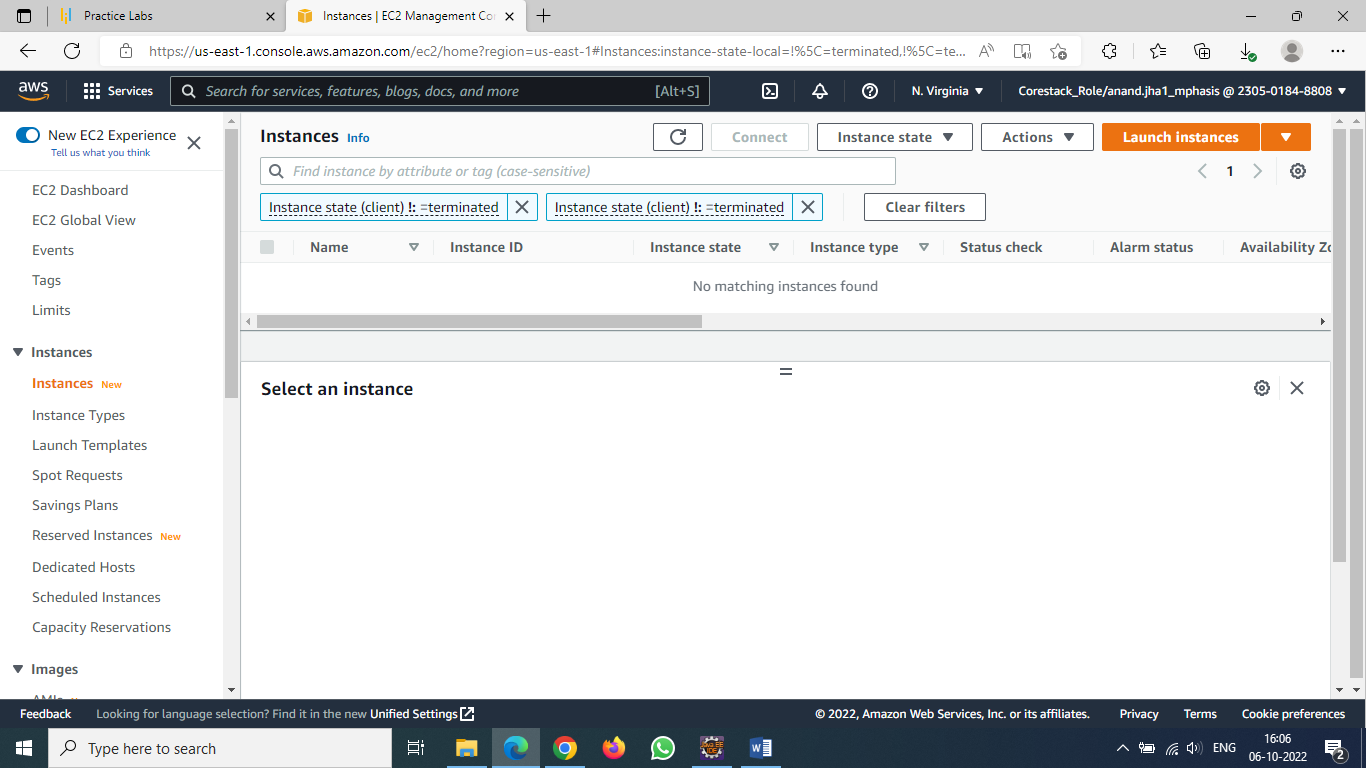 Practice Labs
Instances | EC2 Management Co
https://us-east-1.console.aws.amazon.com/ec2/home?region=us-east-1#Instances:instance-state-local=!%5C=terminated,!%5C=te...
aws
Services
Search for services, features, blogs, docs, and more
[Alt+S]
N. Virginia
Corestack_Role/anand.jha1_mphasis @ 2305-0184-8808
New EC2 Experience
Tell us what you think
EC2 Dashboard
EC2 Global View
Events
Tags
Limits
Instances
Instances New
Instance Types
Launch Templates
Spot Requests
Savings Plans
Reserved Instances New
Dedicated Hosts
Scheduled Instances
Capacity Reservations
Images
Instances Info
Connect
Instance state
Actions
Launch instances
Find instance by attribute or tag (case-sensitive)
1
Instance state (client) !: =terminated
Instance state (client) !: =terminated
Clear filters
Name
Instance ID
Instance state
Instance type
Status check
Alarm status
Availability Zo
No matching instances found
Select an instance
Feedback
Looking for language selection? Find it in the new Unified Settings
© 2022, Amazon Web Services, Inc. or its affiliates.
Privacy
Terms
Cookie preferences
Type here to search
Java EE
IDE
ENG
16:06
06-10-2022
2